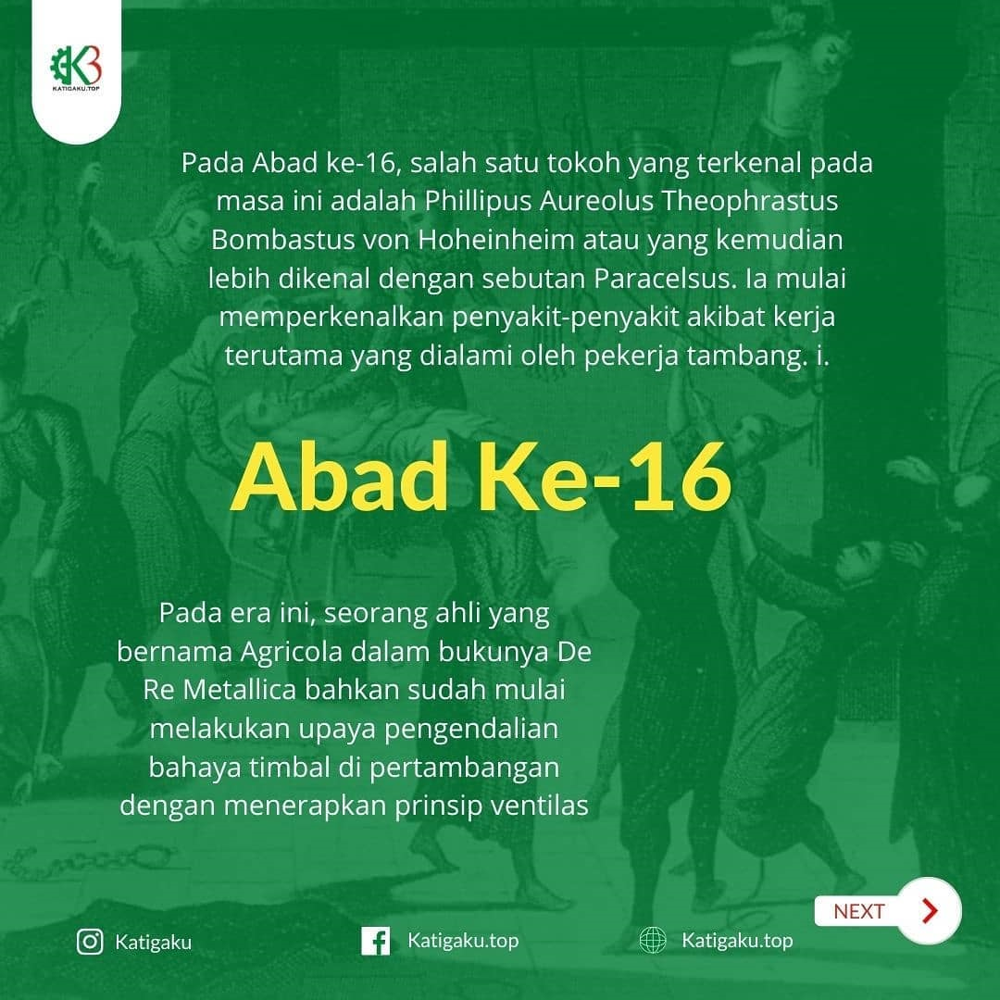 K3
KATIGAKU.TOP
Pada Abad ke-16, salah satu tokoh yang terkenal pada
masa ini adalah Phillipus Aureolus Theophrastus
Bombastus von Hoheinheim atau yang kemudian
lebih dikenal dengan sebutan Paracelsus. Ia mulai
memperkenalkan penyakit-penyakit akibat kerja
terutama yang dialami oleh pekerja tambang. i.
Abad Ke-16
Pada era ini, seorang ahli yang
bernama Agricola dalam bukunya De
Re Metallica bahkan sudah mulai
melakukan upaya pengendalian
bahaya timbal di pertambangan
dengan menerapkan prinsip ventilas
NEXT
Katigaku
Katigaku.top
Katigaku.top